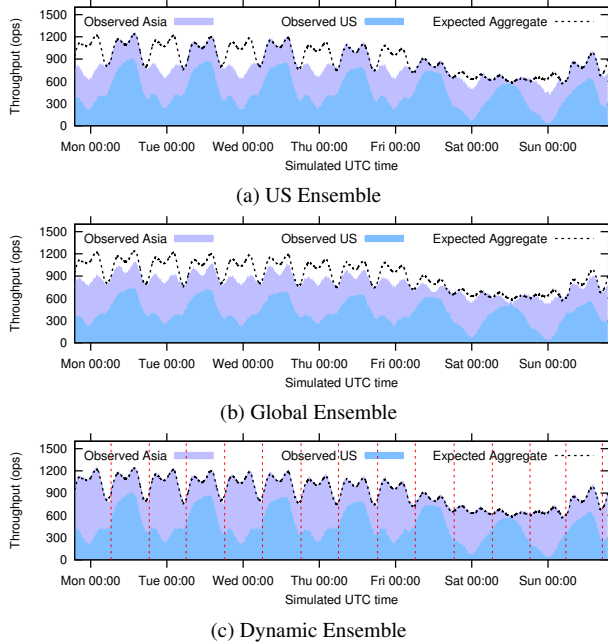 1500
1200
900
600
300
0
Throughput (ops)
Observed Asia
Observed US
Expected Aggregate
Mon 00:00 Tue 00:00 Wed 00:00 Thu 00:00 Fri 00:00 Sat 00:00 Sun 00:00
Simulated UTC time
(a) US Ensemble
1500
1200
900
600
300
0
Throughput (ops)
Observed Asia
Observed US
Expected Aggregate
Mon 00:00 Tue 00:00 Wed 00:00 Thu 00:00 Fri 00:00 Sat 00:00 Sun 00:00
Simulated UTC time
(b) Global Ensemble
1500
1200
900
600
300
0
Throughput (ops)
Observed Asia
Observed US
Expected Aggregate
Mon 00:00 Tue 00:00 Wed 00:00 Thu 00:00 Fri 00:00 Sat 00:00 Sun 00:00
Simulated UTC time
(c) Dynamic Ensemble